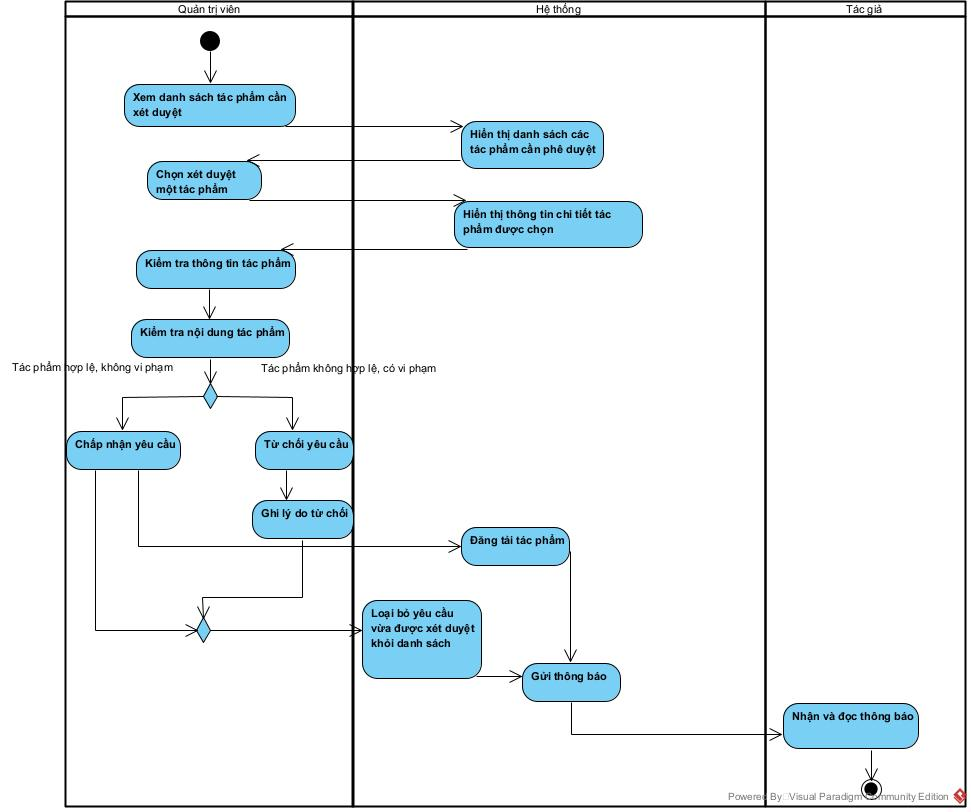 Quản trị viên
Hệ thống
Tác giả
Xem danh sách tác phẩm cần
xét duyệt
Hiển thị danh sách các
tác phẩm cần phê duyệt
Chọn xét duyệt
một tác phẩm
Hiển thị thông tin chi tiết tác
phẩm được chọn
Kiểm tra thông tin tác phẩm
Kiểm tra nội dung tác phẩm
Tác phẩm hợp lệ, không vi phạm
Tác phẩm không hợp lệ, có vi phạm
Chấp nhận yêu cầu
Từ chối yêu cầu
Ghi lý do từ chối
Đăng tải tác phẩm
Loại bỏ yêu cầu
vừa được xét duyệt
khỏi danh sách
Gửi thông báo
Nhận và đọc thông báo
Powered By Visual Paradigm Community Edition